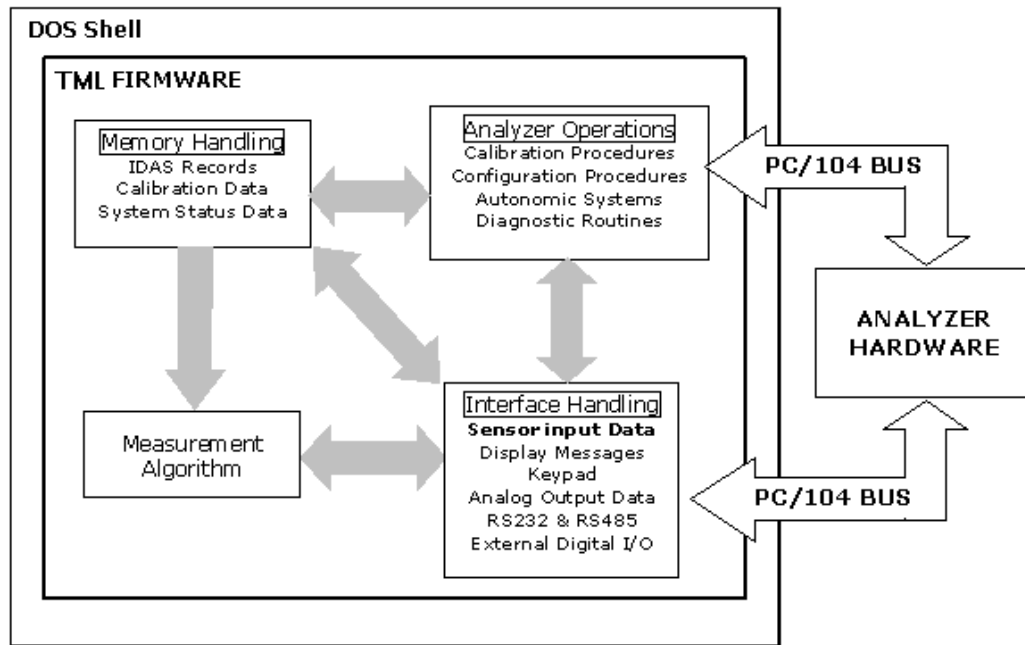 DOS Shell
TML FIRMWARE
Memory Handling
IDAS Records
Calibration Data
System Status Data
Analyzer Operations
Calibration Procedures
Configuration Procedures
Autonomic Systems
Diagnostic Routines
PC/104 BUS
ANALYZER
HARDWARE
Measurement
Algorithm
Interface Handling
Sensor input Data
Display Messages
Keypad
Analog Output Data
RS232 & RS485
External Digital I/O
PC/104 BUS